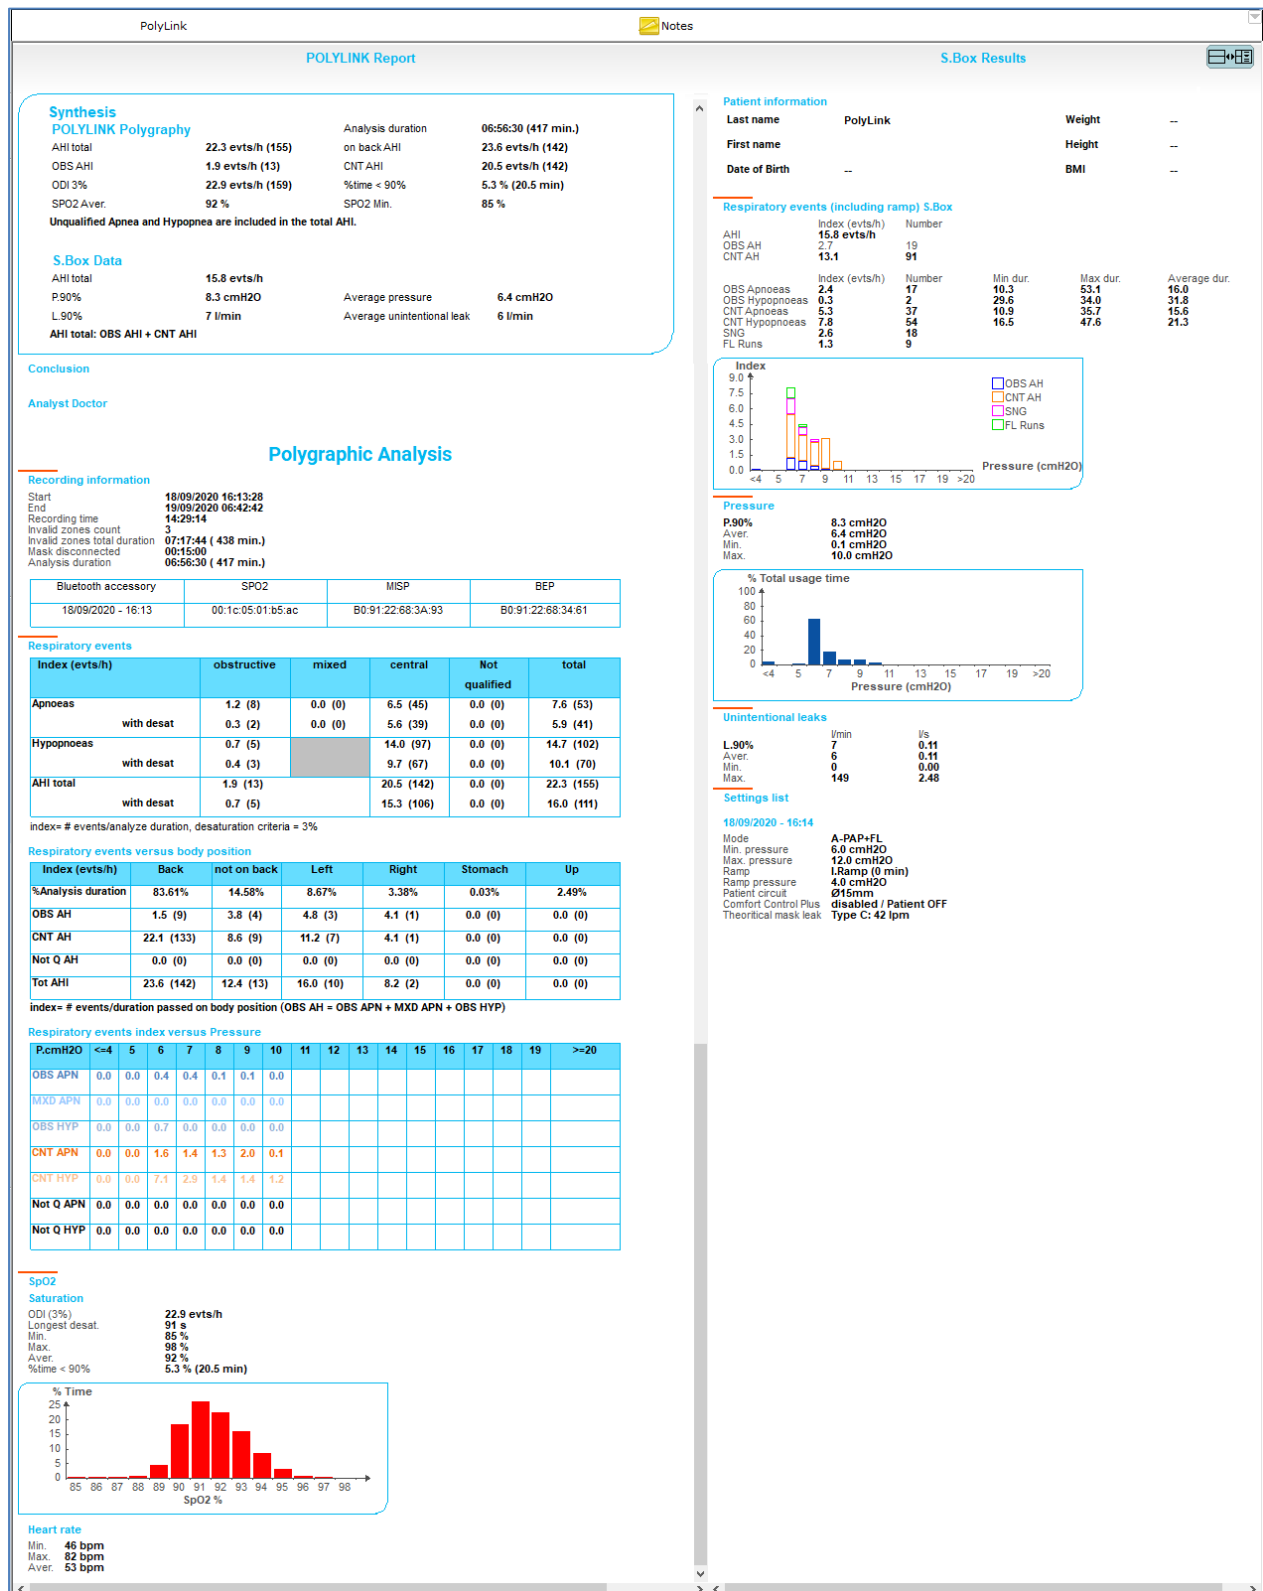 PolyLink
Notes
POLYLINK Report
Synthesis
POLYLINK Polygraphy Analysis duration 06:56:30 (417 min.)
AHI total 22.3 evts/h (155) on back AHI 23.6 evts/h (142)
OBS AHI 1.9 evts/h (13) CNT AHI 20.5 evts/h (142)
ODI 3% 22.9 evts/h (159) %time < 90% 5.3 % (20.5 min)
SPO2 Aver. 92 % SPO2 Min. 85 %
Unqualified Apnea and Hypopnea are included in the total AHI.
S.Box Data
AHI total 15.8 evts/h
P.90% 8.3 cmH2O Average pressure 6.4 cmH2O
L.90% 7 l/min Average unintentional leak 6 l/min
AHI total: OBS AHI + CNT AHI
Conclusion
Analyst Doctor
Polygraphic Analysis
Recording information
Start 18/09/2020 16:13:28
End 19/09/2020 06:42:42
Recording time 14:29:14
Invalid zones count 3
Invalid zones total duration 07:17:44 ( 438 min.)
Mask disconnected 00:15:00
Analysis duration 06:56:30 ( 417 min.)
Bluetooth accessory SPO2 MISP BEP
18/09/2020 - 16:13 00:1c:05:01:b5:ac B0:91:22:68:3A:93 B0:91:22:68:34:61
Respiratory events
Index (evts/h) obstructive mixed central Not qualified total
Apnoeas 1.2 (8) 0.0 (0) 6.5 (45) 0.0 (0) 7.6 (53)
with desat 0.3 (2) 0.0 (0) 5.6 (39) 0.0 (0) 5.9 (41)
Hypopnoeas 0.7 (5) 14.0 (97) 0.0 (0) 14.7 (102)
with desat 0.4 (3) 9.7 (67) 0.0 (0) 10.1 (70)
AHI total 1.9 (13) 20.5 (142) 0.0 (0) 22.3 (155)
with desat 0.7 (5) 15.3 (106) 0.0 (0) 16.0 (111)
index= # events/analyze duration, desaturation criteria = 3%
Respiratory events versus body position
Index (evts/h) Back not on back Left Right Stomach Up
%Analysis duration 83.61% 14.58% 8.67% 3.38% 0.03% 2.49%
OBS AH 1.5 (9) 3.8 (4) 4.8 (3) 4.1 (1) 0.0 (0) 0.0 (0)
CNT AH 22.1 (133) 8.6 (9) 11.2 (7) 4.1 (1) 0.0 (0) 0.0 (0)
Not Q AH 0.0 (0) 0.0 (0) 0.0 (0) 0.0 (0) 0.0 (0) 0.0 (0)
Tot AHI 23.6 (142) 12.4 (13) 16.0 (10) 8.2 (2) 0.0 (0) 0.0 (0)
index= # events/duration passed on body position (OBS AH = OBS APN + MXD APN + OBS HYP)
Respiratory events index versus Pressure
P.cmH2O <=4 5 6 7 8 9 10 11 12 13 14 15 16 17 18 19 >=20
OBS APN 0.0 0.0 0.4 0.4 0.1 0.1 0.0
MXD APN 0.0 0.0 0.0 0.0 0.0 0.0 0.0
OBS HYP 0.0 0.0 0.7 0.0 0.0 0.0 0.0
CNT APN 0.0 0.0 1.6 1.4 1.3 2.0 0.1
CNT HYP 0.0 0.0 7.1 2.9 1.4 1.4 1.2
Not Q APN 0.0 0.0 0.0 0.0 0.0 0.0 0.0
Not Q HYP 0.0 0.0 0.0 0.0 0.0 0.0 0.0
SpO2
Saturation
ODI (3%) 22.9 evts/h
Longest desat. 91 s
Min. 85 %
Max. 98 %
Aver. 92 %
%time < 90% 5.3 % (20.5 min)
% Time
25
20
15
10
5
0
85 86 87 88 89 90 91 92 93 94 95 96 97 98
SpO2 %
Heart rate
Min. 46 bpm
Max. 82 bpm
Aver. 53 bpm
S.Box Results
Patient information
Last name PolyLink Weight --
First name Height --
Date of Birth -- BMI --
Respiratory events (including ramp) S.Box
Index (evts/h) Number
AHI 15.8 evts/h
OBS AH 2.7 19
CNT AH 13.1 91
Index (evts/h) Number Min dur. Max dur. Average dur.
OBS Apnoeas 2.4 17 10.3 53.1 16.0
OBS Hypopnoeas 0.3 2 29.6 34.0 31.8
CNT Apnoeas 5.3 37 10.9 35.7 15.6
CNT Hypopnoeas 7.8 54 16.5 47.6 21.3
SNG 2.6 18
FL Runs 1.3 9
Index
9.0
7.5
6.0
4.5
3.0
1.5
0.0
<4 5 7 9 11 13 15 17 19 >20
Pressure (cmH2O)
OBS AH
CNT AH
SNG
FL Runs
Pressure
P.90% 8.3 cmH2O
Aver. 6.4 cmH2O
Min. 0.1 cmH2O
Max. 10.0 cmH2O
% Total usage time
100
80
60
40
20
0
<4 5 7 9 11 13 15 17 19 >20
Pressure (cmH2O)
Unintentional leaks
l/min l/s
L.90% 7 0.11
Aver. 6 0.11
Min. 0 0.00
Max. 149 2.48
Settings list
18/09/2020 - 16:14
Mode A-PAP+FL
Min. pressure 6.0 cmH2O
Max. pressure 12.0 cmH2O
Ramp I.Ramp (0 min)
Ramp pressure 4.0 cmH2O
Patient circuit Ø15mm
Comfort Control Plus disabled / Patient OFF
Theoritical mask leak Type C: 42 lpm